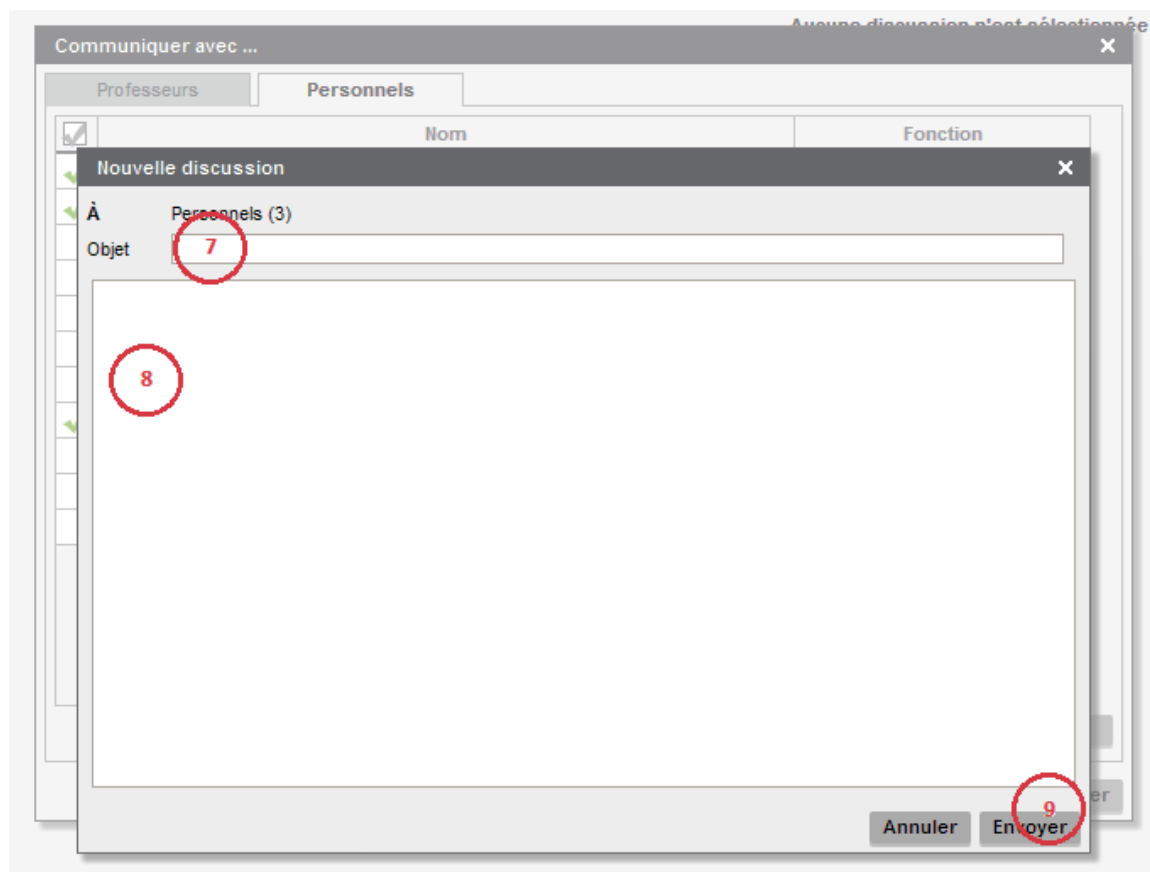 Aucune discussion n'est sélectionnée
Communiquer avec ...
Professeurs Personnels
Nom Fonction
Nouvelle discussion
À Personnels (3)
Objet 7
8
9
er
Annuler Envoyer